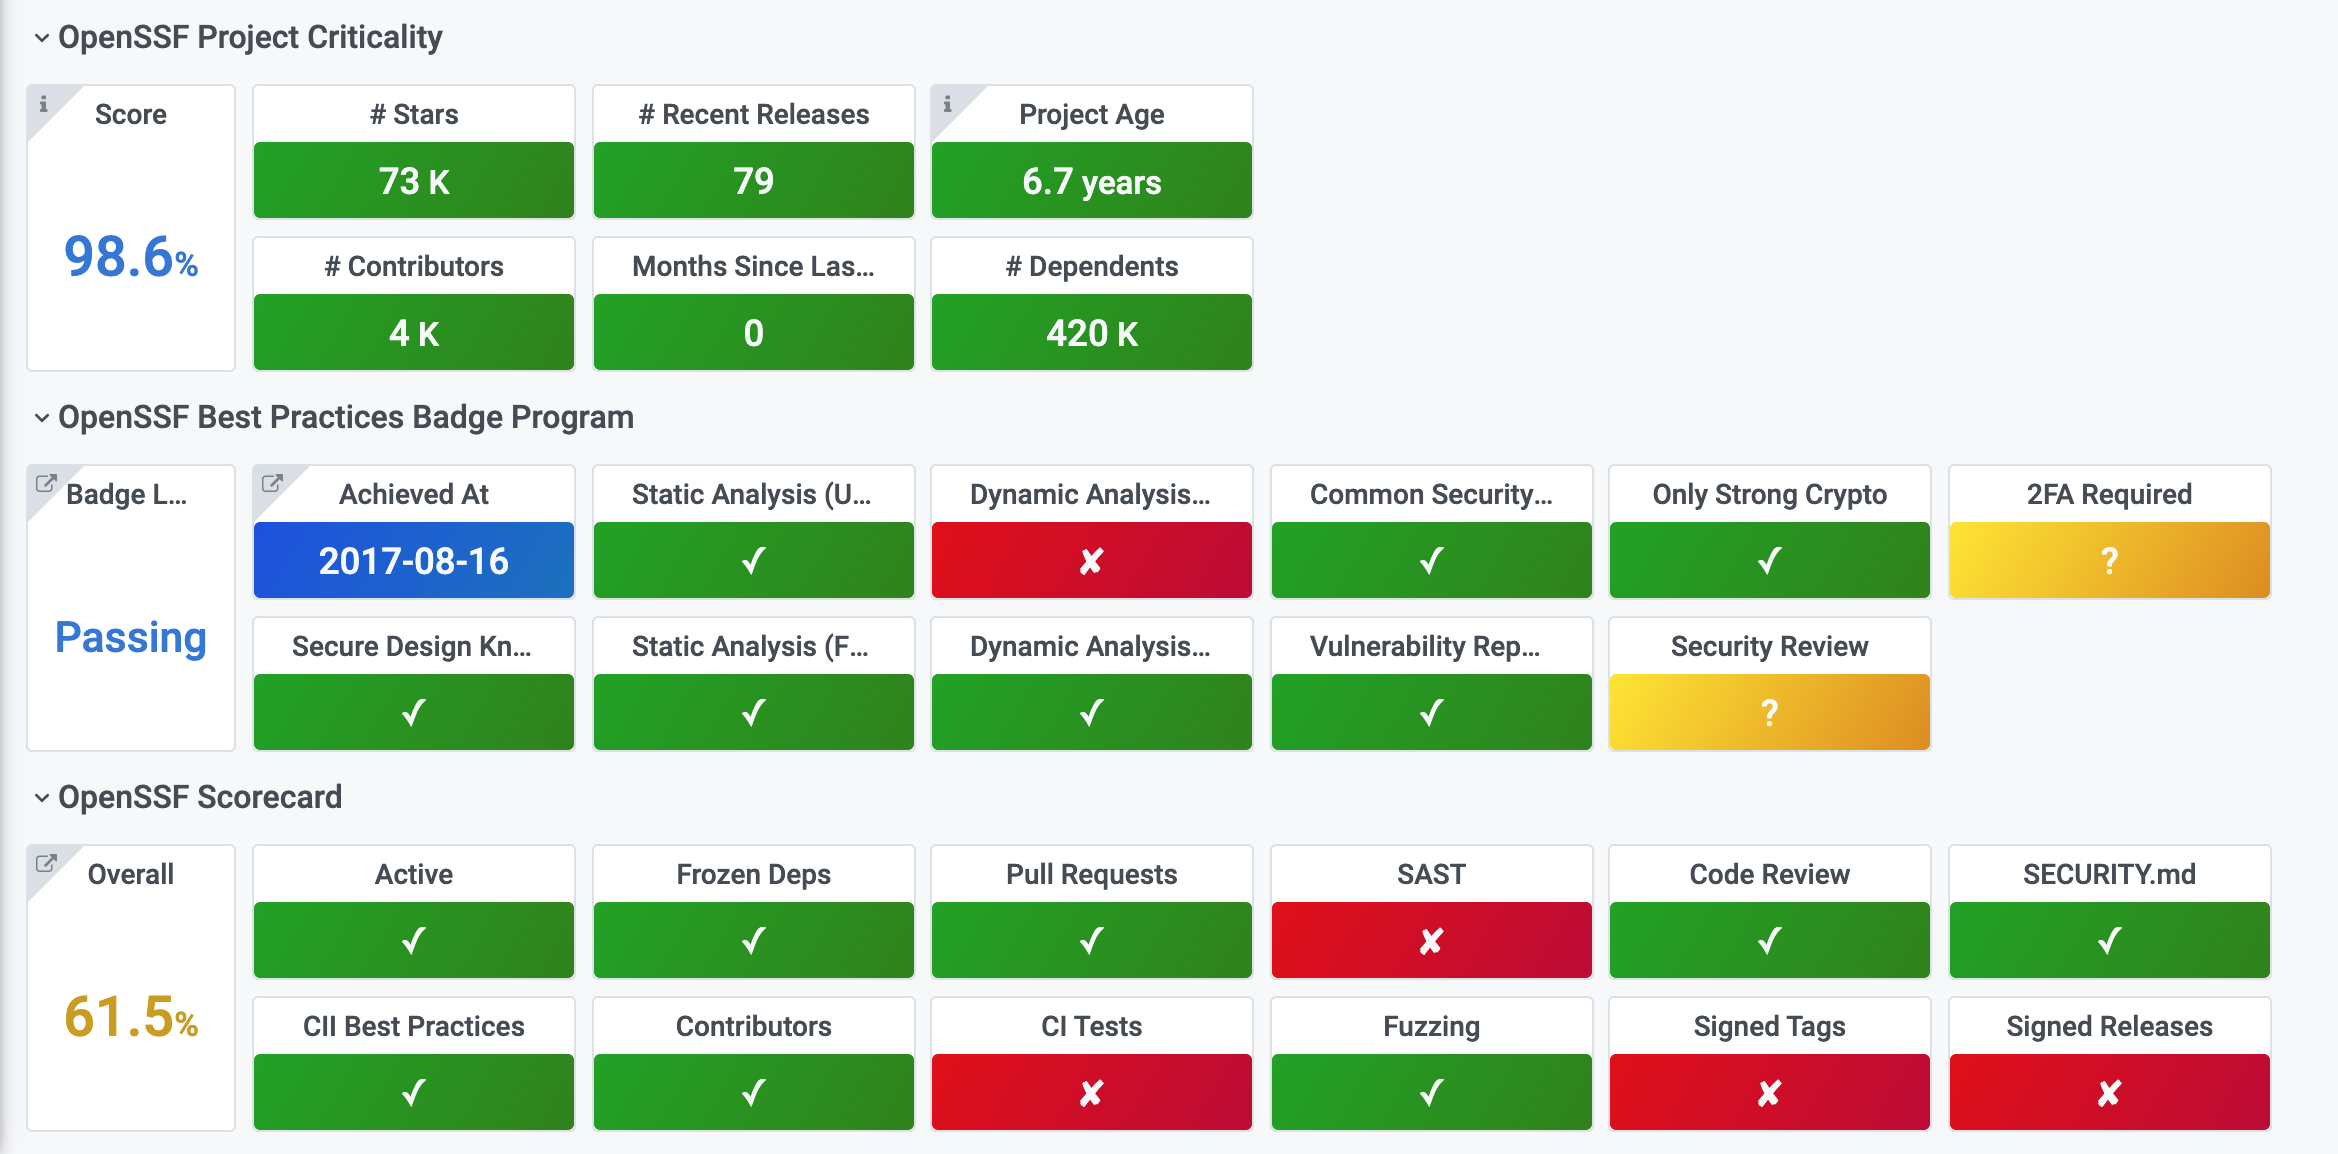 OpenSSF Project Criticality
Score
98.6%
# Stars
73 K
# Recent Releases
79
Project Age
6.7 years
# Contributors
4 K
Months Since Las...
0
# Dependents
420 K
OpenSSF Best Practices Badge Program
Badge L...
Passing
Achieved At
2017-08-16
Static Analysis (U...
✓
Dynamic Analysis...
✘
Common Security...
✓
Only Strong Crypto
✓
2FA Required
?
Secure Design Kn...
✓
Static Analysis (F...
✓
Dynamic Analysis...
✓
Vulnerability Rep...
✓
Security Review
?
OpenSSF Scorecard
Overall
61.5%
Active
✓
Frozen Deps
✓
Pull Requests
✓
SAST
✘
Code Review
✓
SECURITY.md
✓
CII Best Practices
✓
Contributors
✓
CI Tests
✘
Fuzzing
✓
Signed Tags
✘
Signed Releases
✘